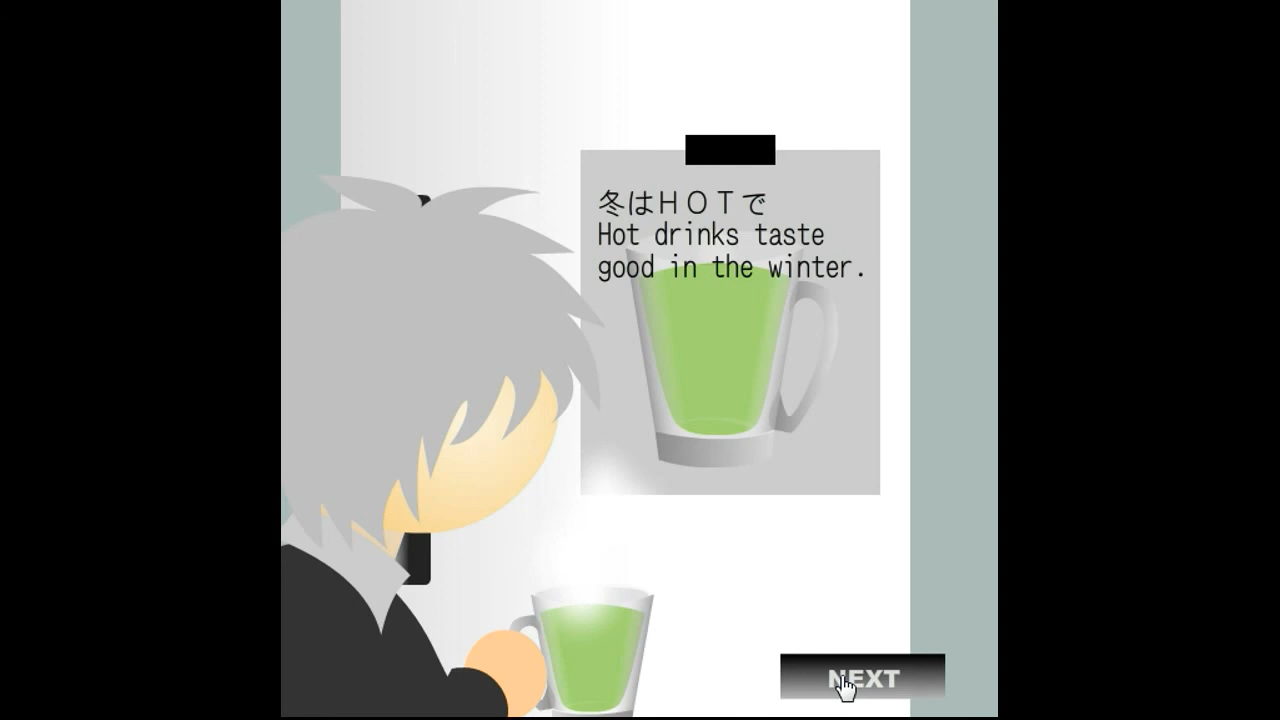 冬はＨＯＴで
Hot drinks taste
good in the winter.
NEXT